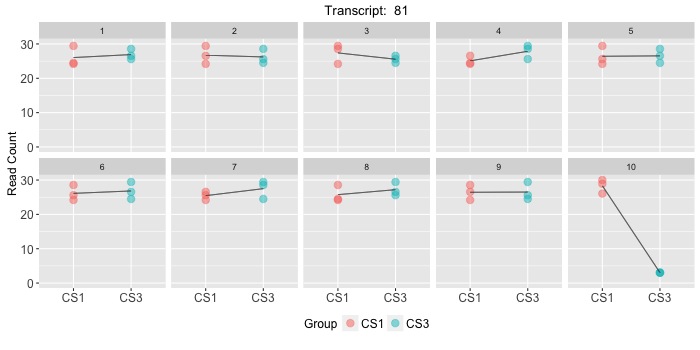 Transcript: 81
1 2 3 4 5
30
20
10
0
Read Count
6 7 8 9 10
30
20
10
0
CS1 CS3 CS1 CS3 CS1 CS3 CS1 CS3 CS1 CS3
Group CS1 CS3